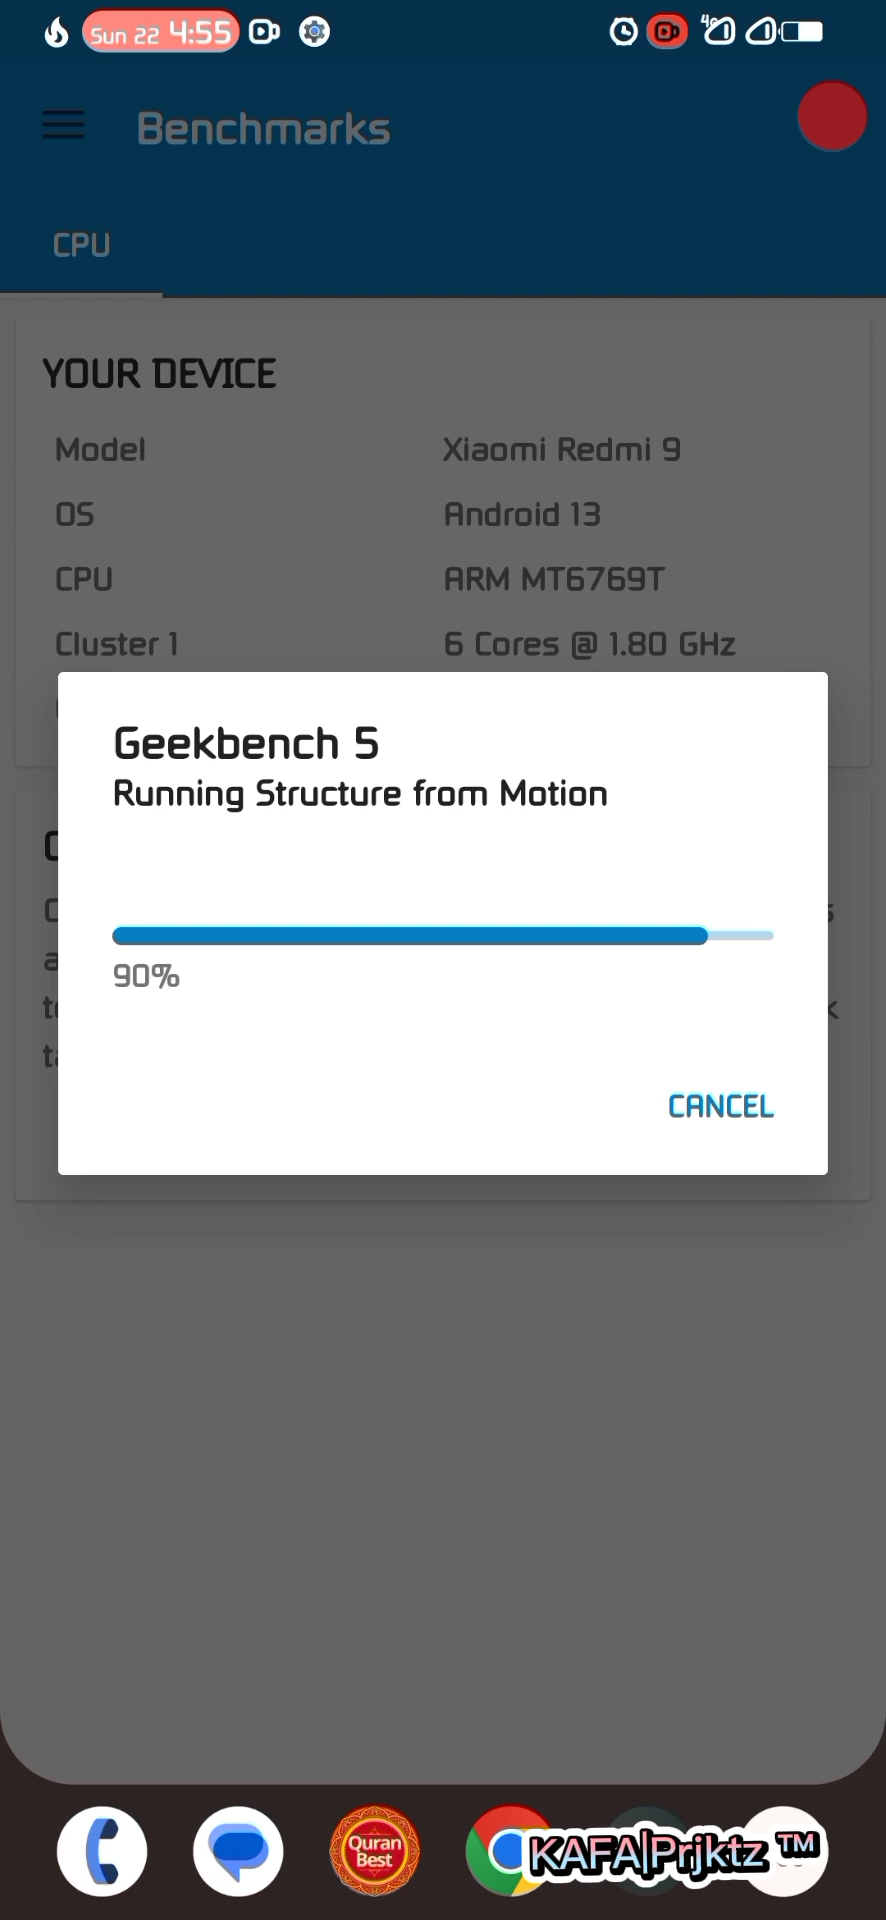 Sun 22 4:55
4G
Benchmarks
CPU
YOUR DEVICE
Model Xiaomi Redmi 9
OS Android 13
CPU ARM MT6769T
Cluster 1 6 Cores @ 1.80 GHz
Geekbench 5
Running Structure from Motion
90%
CANCEL
Quran
Best
KAFA|Prjktz ™